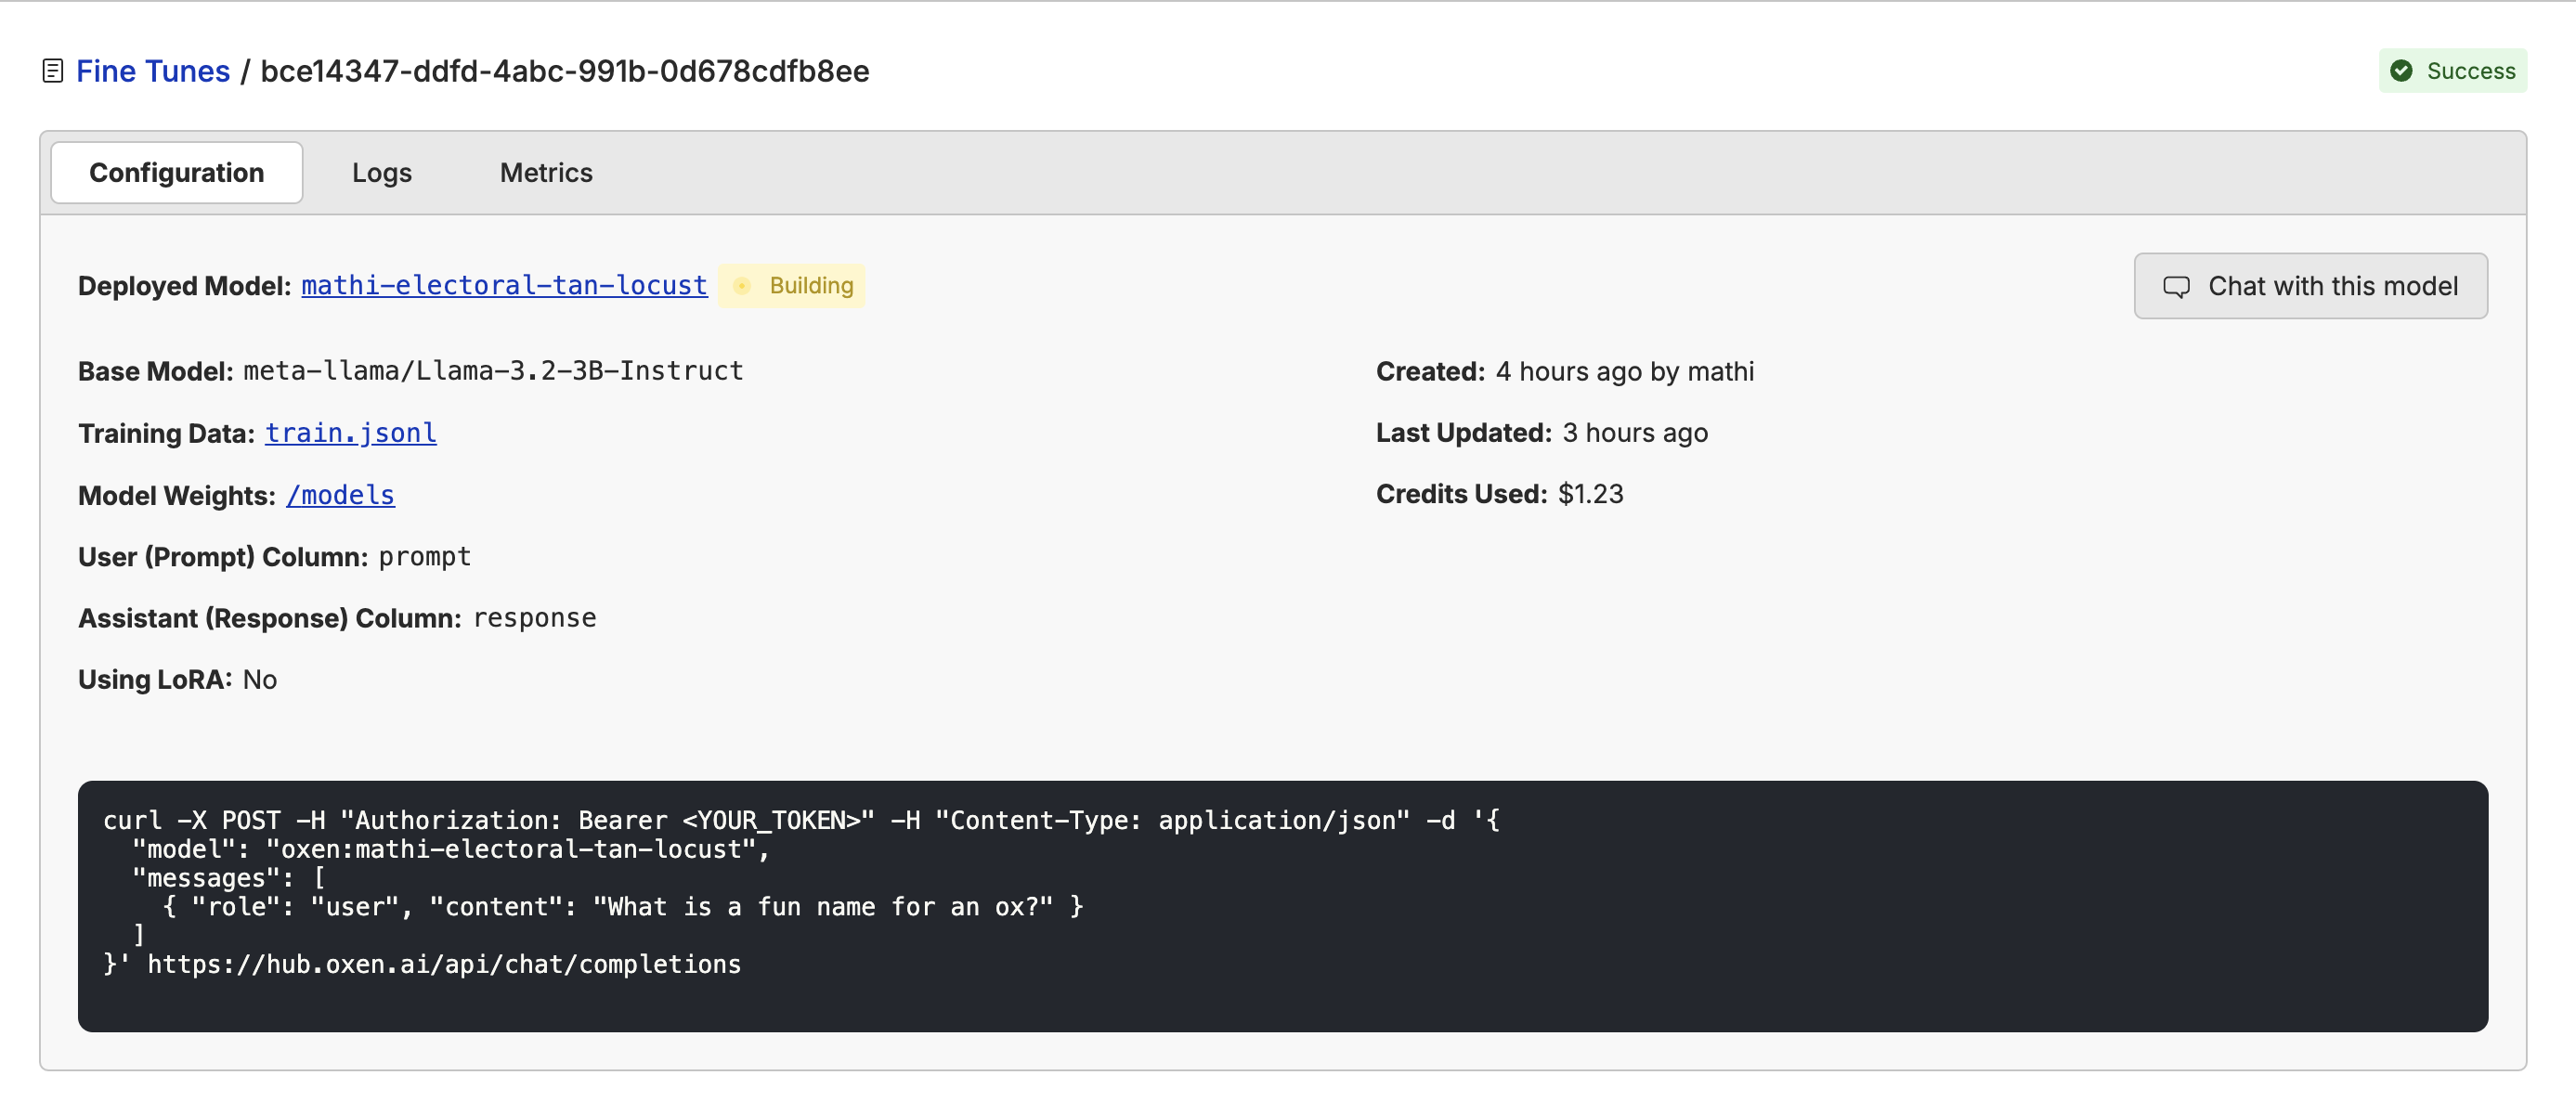 Fine Tunes / bce14347-ddfd-4abc-991b-0d678cdfb8ee
Success
Configuration
Logs
Metrics
Deployed Model: mathi-electoral-tan-locust
Building
Chat with this model
Base Model: meta-llama/Llama-3.2-3B-Instruct
Training Data: train.jsonl
Model Weights: /models
User (Prompt) Column: prompt
Assistant (Response) Column: response
Using LoRA: No
Created: 4 hours ago by mathi
Last Updated: 3 hours ago
Credits Used: $1.23
curl -X POST -H "Authorization: Bearer <YOUR_TOKEN>" -H "Content-Type: application/json" -d '{
  "model": "oxen:mathi-electoral-tan-locust",
  "messages": [
    { "role": "user", "content": "What is a fun name for an ox?" }
  ]
}' https://hub.oxen.ai/api/chat/completions